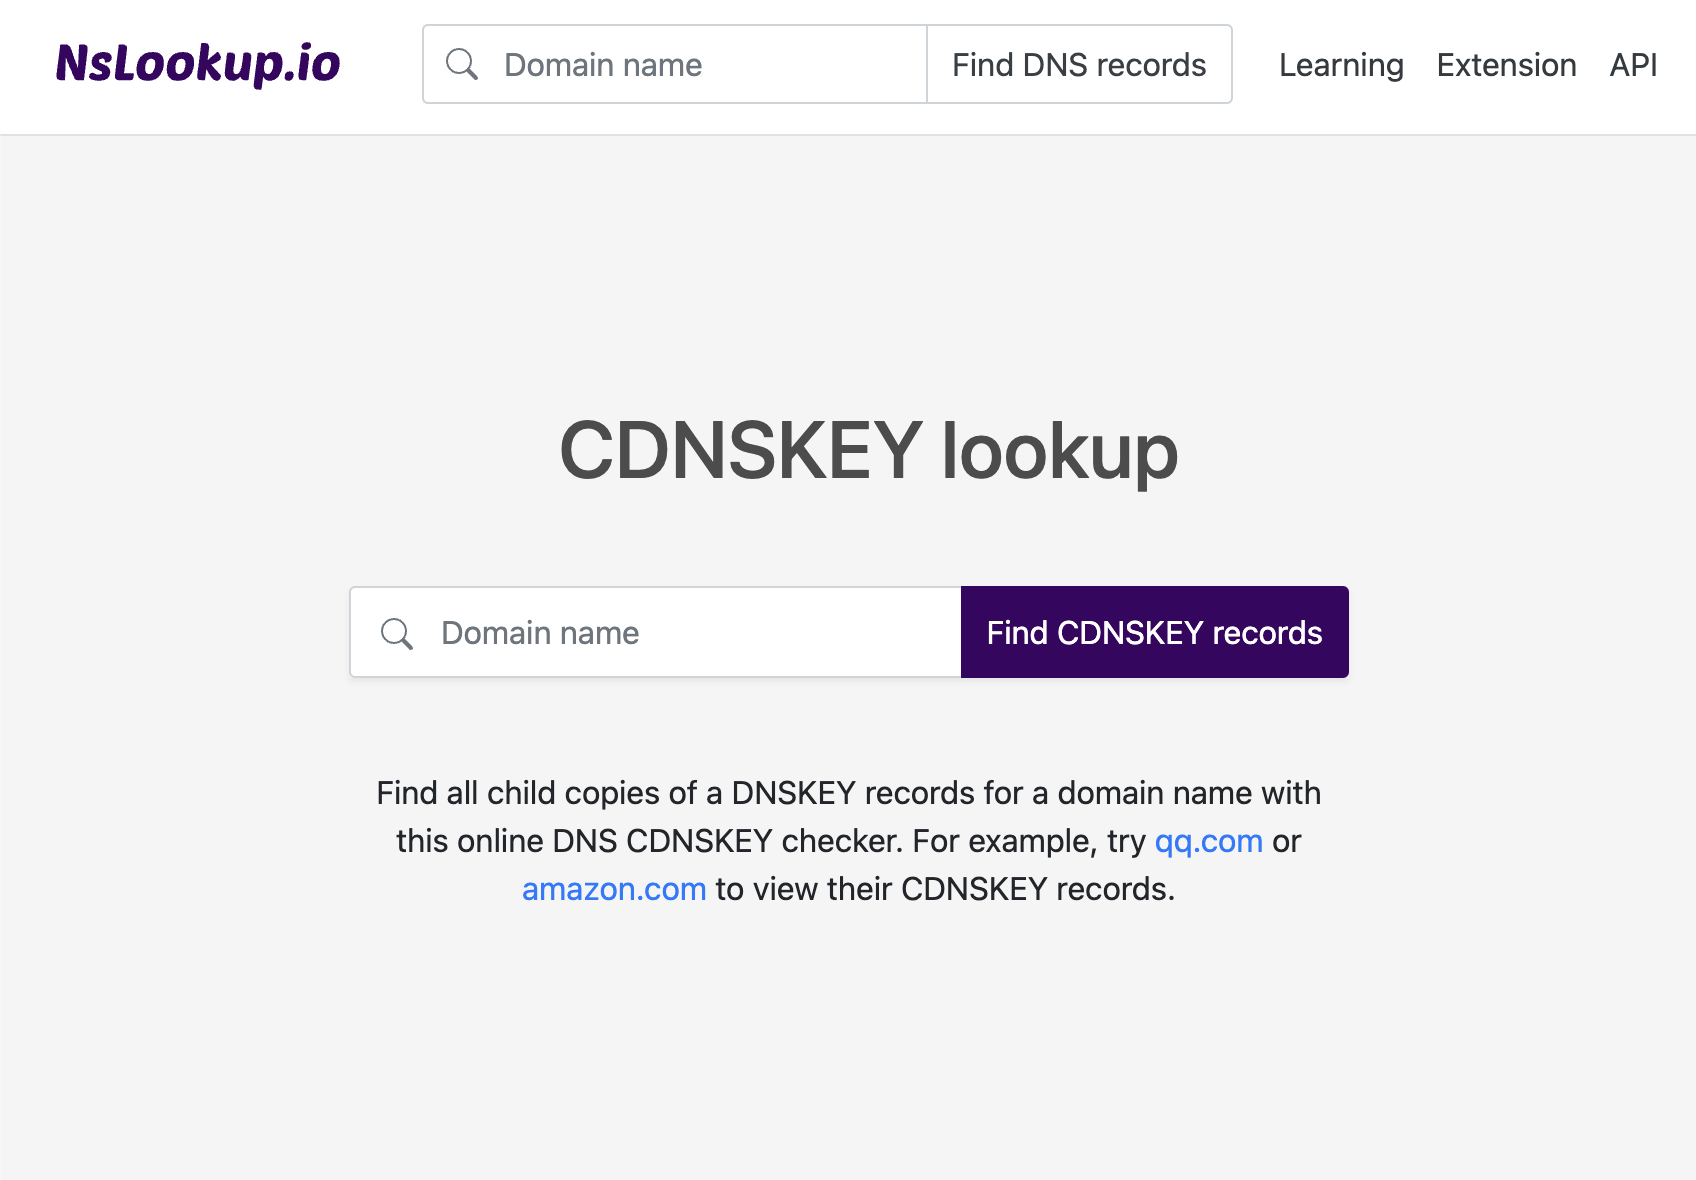 NsLookup.io
Domain name
Find DNS records
Learning
Extension
API
CDNSKEY lookup
Domain name
Find CDNSKEY records
Find all child copies of a DNSKEY records for a domain name with
this online DNS CDNSKEY checker. For example, try qq.com or
amazon.com to view their CDNSKEY records.